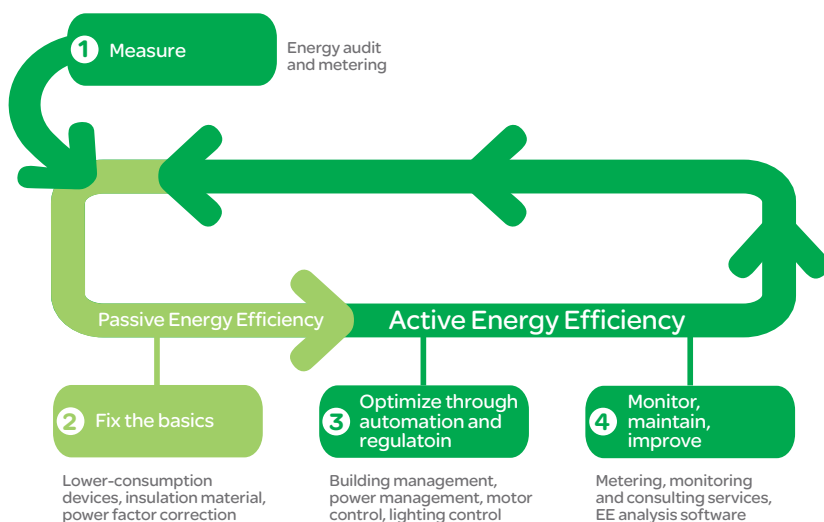 1 Measure
Energy audit
and metering
Passive Energy Efficiency
Active Energy Efficiency
2 Fix the basics
3 Optimize through
automation and
regulatoin
4 Monitor,
maintain,
improve
Lower-consumption
devices, insulation material,
power factor correction
Building management,
power management, motor
control, lighting control
Metering, monitoring
and consulting services,
EE analysis software